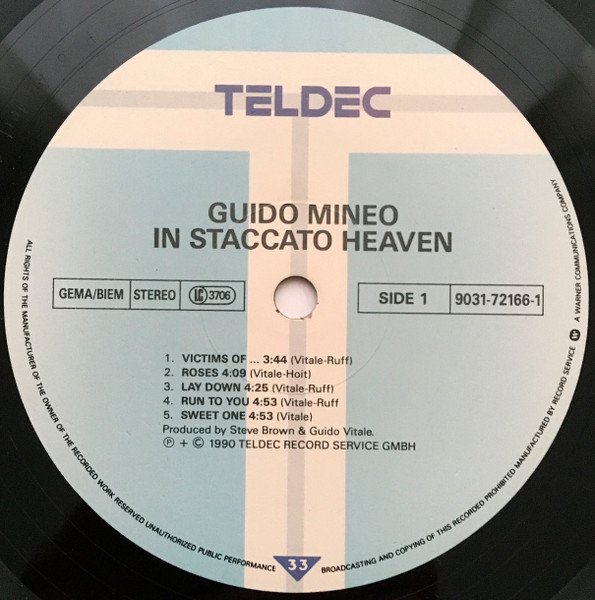 TELDEC
GUIDO MINEO
IN STACCATO HEAVEN
GEMA/BIEM STEREO LC 3706
SIDE 1 9031-72166-1
1. VICTIMS OF ... 3:44 (Vitale-Ruff)
2. ROSES 4:09 (Vitale-Hoit)
3. LAY DOWN 4:25 (Vitale-Ruff)
4. RUN TO YOU 4:53 (Vitale-Ruff
5. SWEET ONE 4:53 (Vitale)
Produced by Steve Brown & Guido Vitale.
Ⓟ + © 1990 TELDEC RECORD SERVICE GMBH
ALL RIGHTS OF THE MANUFACTURER OF THE OWNER OF THE RECORDED WORK RESERVED UNAUTHORIZED PUBLIC PERFORMANCE
33
BROADCASTING AND COPYING OF THIS RECORDED PROHIBITED MANUFACTURED BY RECORD SERVICE A WARNER COMMUNICATIONS COMPANY